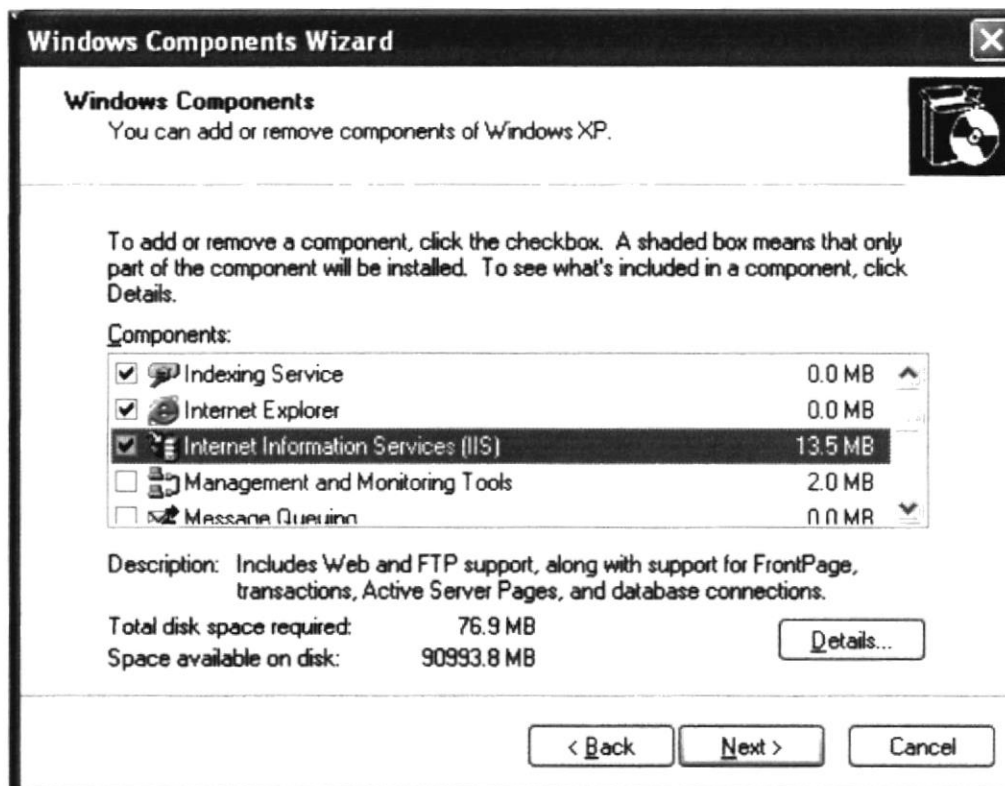 Windows Components Wizard
Windows Components
You can add or remove components of Windows XP.
To add or remove a component, click the checkbox. A shaded box means that only
part of the component will be installed. To see what's included in a component, click
Details.
Components:
Indexing Service 0.0 MB
Internet Explorer 0.0 MB
Internet Information Services (IIS) 13.5 MB
Management and Monitoring Tools 2.0 MB
Message Queuing 0.0 MB
Description: Includes Web and FTP support, along with support for FrontPage,
transactions, Active Server Pages, and database connections.
Total disk space required: 76.9 MB
Space available on disk: 90993.8 MB
Details...
< Back Next > Cancel